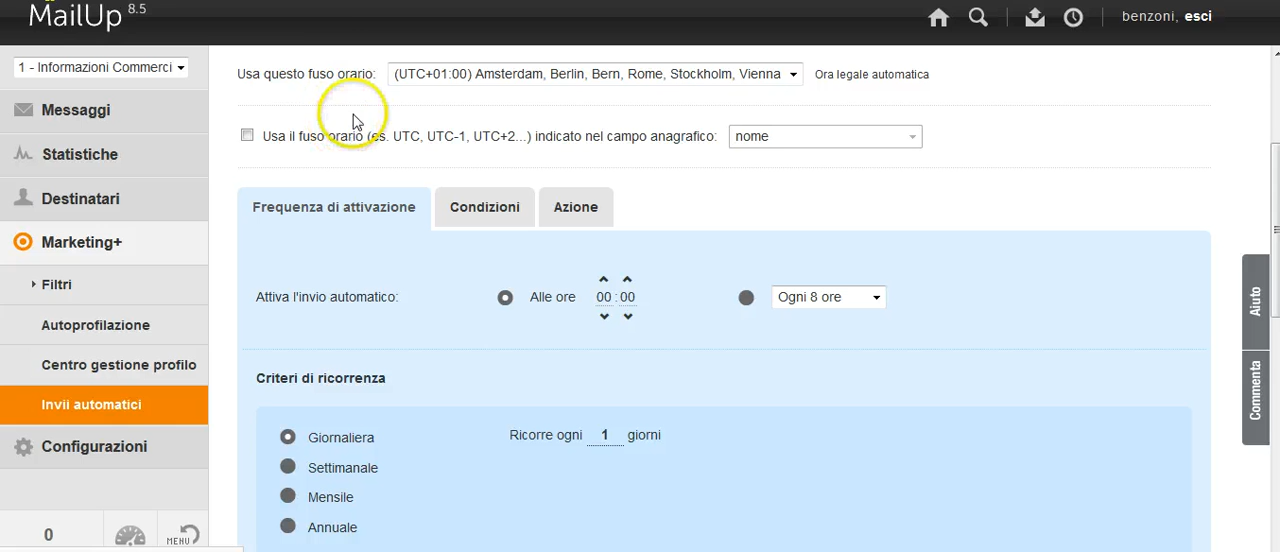 MailUp 8.5
benzoni, esci
1 - Informazioni Commerci
Messaggi
Statistiche
Destinatari
Marketing+
Filtri
Autoprofilazione
Centro gestione profilo
Invii automatici
Configurazioni
0
MENU
Usa questo fuso orario: (UTC+01:00) Amsterdam, Berlin, Bern, Rome, Stockholm, Vienna Ora legale automatica
Usa il fuso orario (es. UTC, UTC-1, UTC+2...) indicato nel campo anagrafico: nome
Frequenza di attivazione Condizioni Azione
Attiva l'invio automatico: Alle ore 00 : 00 Ogni 8 ore
Criteri di ricorrenza
Giornaliera Ricorre ogni 1 giorni
Settimanale
Mensile
Annuale
Aiuto
Commenta